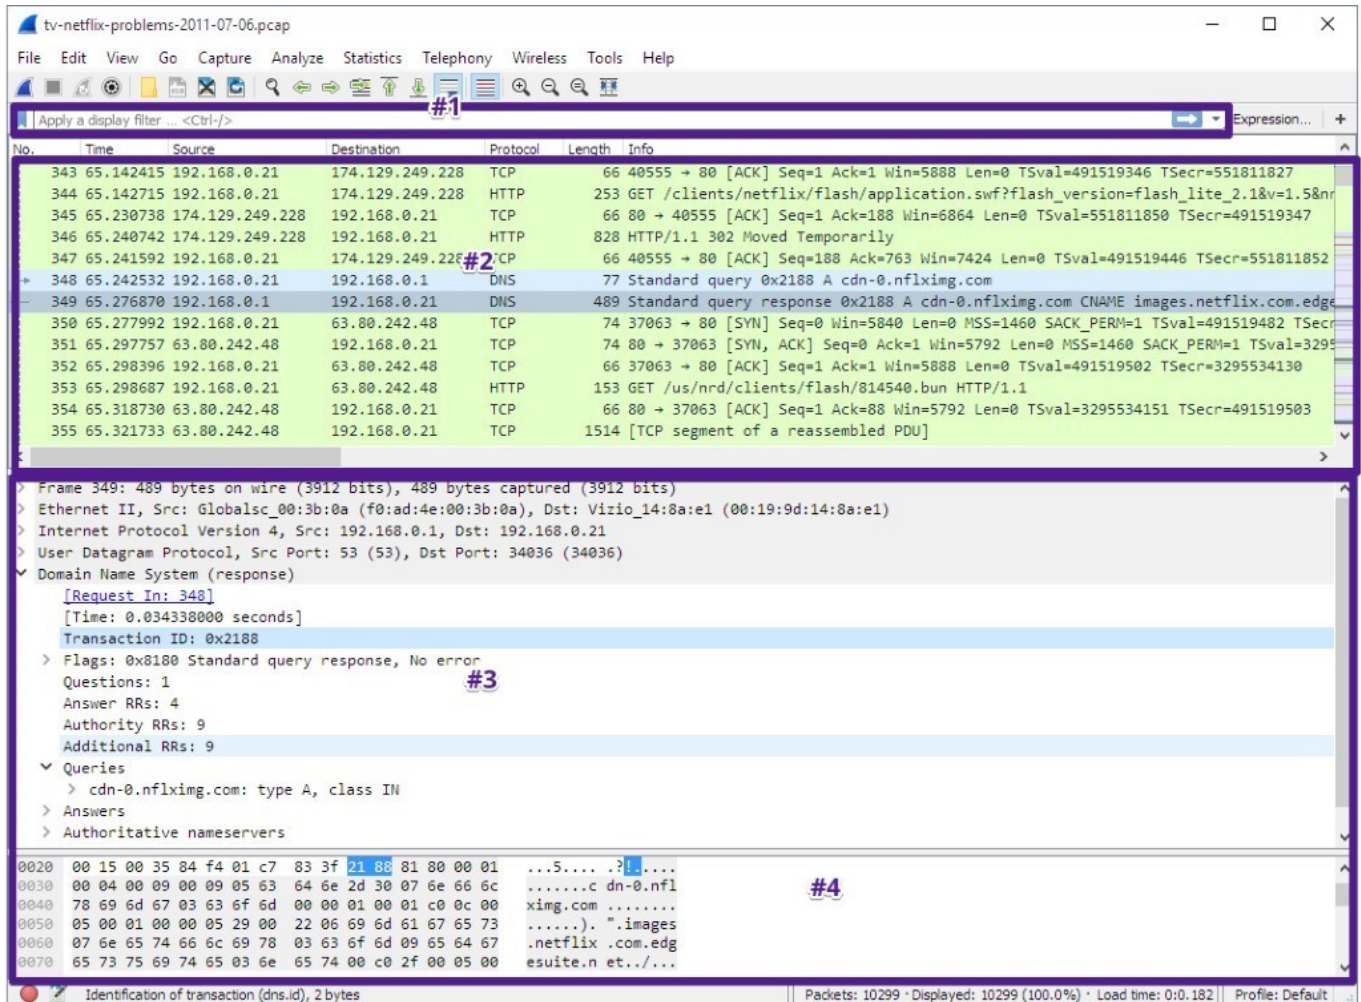 tv-netflix-problems-2011-07-06.pcap
File Edit View Go Capture Analyze Statistics Telephony Wireless Tools Help
#1
Apply a display filter ... <Ctrl-/> Expression... +
No. Time Source Destination Protocol Length Info
343 65.142415 192.168.0.21 174.129.249.228 TCP 66 40555 → 80 [ACK] Seq=1 Ack=1 Win=5888 Len=0 TSval=491519346 TSecr=551811827
344 65.142715 192.168.0.21 174.129.249.228 HTTP 253 GET /clients/netflix/flash/application.swf?flash_version=flash_lite_2.1&v=1.5&nr
345 65.230738 174.129.249.228 192.168.0.21 TCP 66 80 → 40555 [ACK] Seq=1 Ack=188 Win=6864 Len=0 TSval=551811850 TSecr=491519347
346 65.240742 174.129.249.228 192.168.0.21 HTTP 828 HTTP/1.1 302 Moved Temporarily
347 65.241592 192.168.0.21 174.129.249.228 TCP 66 40555 → 80 [ACK] Seq=188 Ack=763 Win=7424 Len=0 TSval=491519446 TSecr=551811852
#2
348 65.242532 192.168.0.21 192.168.0.1 DNS 77 Standard query 0x2188 A cdn-0.nflximg.com
349 65.276870 192.168.0.1 192.168.0.21 DNS 489 Standard query response 0x2188 A cdn-0.nflximg.com CNAME images.netflix.com.edge
350 65.277992 192.168.0.21 63.80.242.48 TCP 74 37063 → 80 [SYN] Seq=0 Win=5840 Len=0 MSS=1460 SACK_PERM=1 TSval=491519482 TSecr
351 65.297757 63.80.242.48 192.168.0.21 TCP 74 80 → 37063 [SYN, ACK] Seq=0 Ack=1 Win=5792 Len=0 MSS=1460 SACK_PERM=1 TSval=3295
352 65.298396 192.168.0.21 63.80.242.48 TCP 66 37063 → 80 [ACK] Seq=1 Ack=1 Win=5888 Len=0 TSval=491519502 TSecr=3295534130
353 65.298687 192.168.0.21 63.80.242.48 HTTP 153 GET /us/nrd/clients/flash/814540.bun HTTP/1.1
354 65.318730 63.80.242.48 192.168.0.21 TCP 66 80 → 37063 [ACK] Seq=1 Ack=88 Win=5792 Len=0 TSval=3295534151 TSecr=491519503
355 65.321733 63.80.242.48 192.168.0.21 TCP 1514 [TCP segment of a reassembled PDU]
Frame 349: 489 bytes on wire (3912 bits), 489 bytes captured (3912 bits)
Ethernet II, Src: Globalsc_00:3b:0a (f0:ad:4e:00:3b:0a), Dst: Vizio_14:8a:e1 (00:19:9d:14:8a:e1)
Internet Protocol Version 4, Src: 192.168.0.1, Dst: 192.168.0.21
User Datagram Protocol, Src Port: 53 (53), Dst Port: 34036 (34036)
Domain Name System (response)
[Request In: 348]
[Time: 0.034338000 seconds]
Transaction ID: 0x2188
Flags: 0x8180 Standard query response, No error
#3
Questions: 1
Answer RRs: 4
Authority RRs: 9
Additional RRs: 9
Queries
cdn-0.nflximg.com: type A, class IN
Answers
Authoritative nameservers
0020 00 15 00 35 84 f4 01 c7 83 3f 21 88 81 80 00 01 ...5.... .?!.....
0030 00 04 00 09 00 09 05 63 64 6e 2d 30 07 6e 66 6c .......c dn-0.nfl
#4
0040 78 69 6d 67 03 63 6f 6d 00 00 01 00 01 c0 0c 00 ximg.com ........
0050 05 00 01 00 00 05 29 00 22 06 69 6d 61 67 65 73 ......). ".images
0060 07 6e 65 74 66 6c 69 78 03 63 6f 6d 09 65 64 67 .netflix .com.edg
0070 65 73 75 69 74 65 03 6e 65 74 00 c0 2f 00 05 00 esuite.n et../...
Identification of transaction (dns.id), 2 bytes Packets: 10299 · Displayed: 10299 (100.0%) · Load time: 0:0.182 Profile: Default